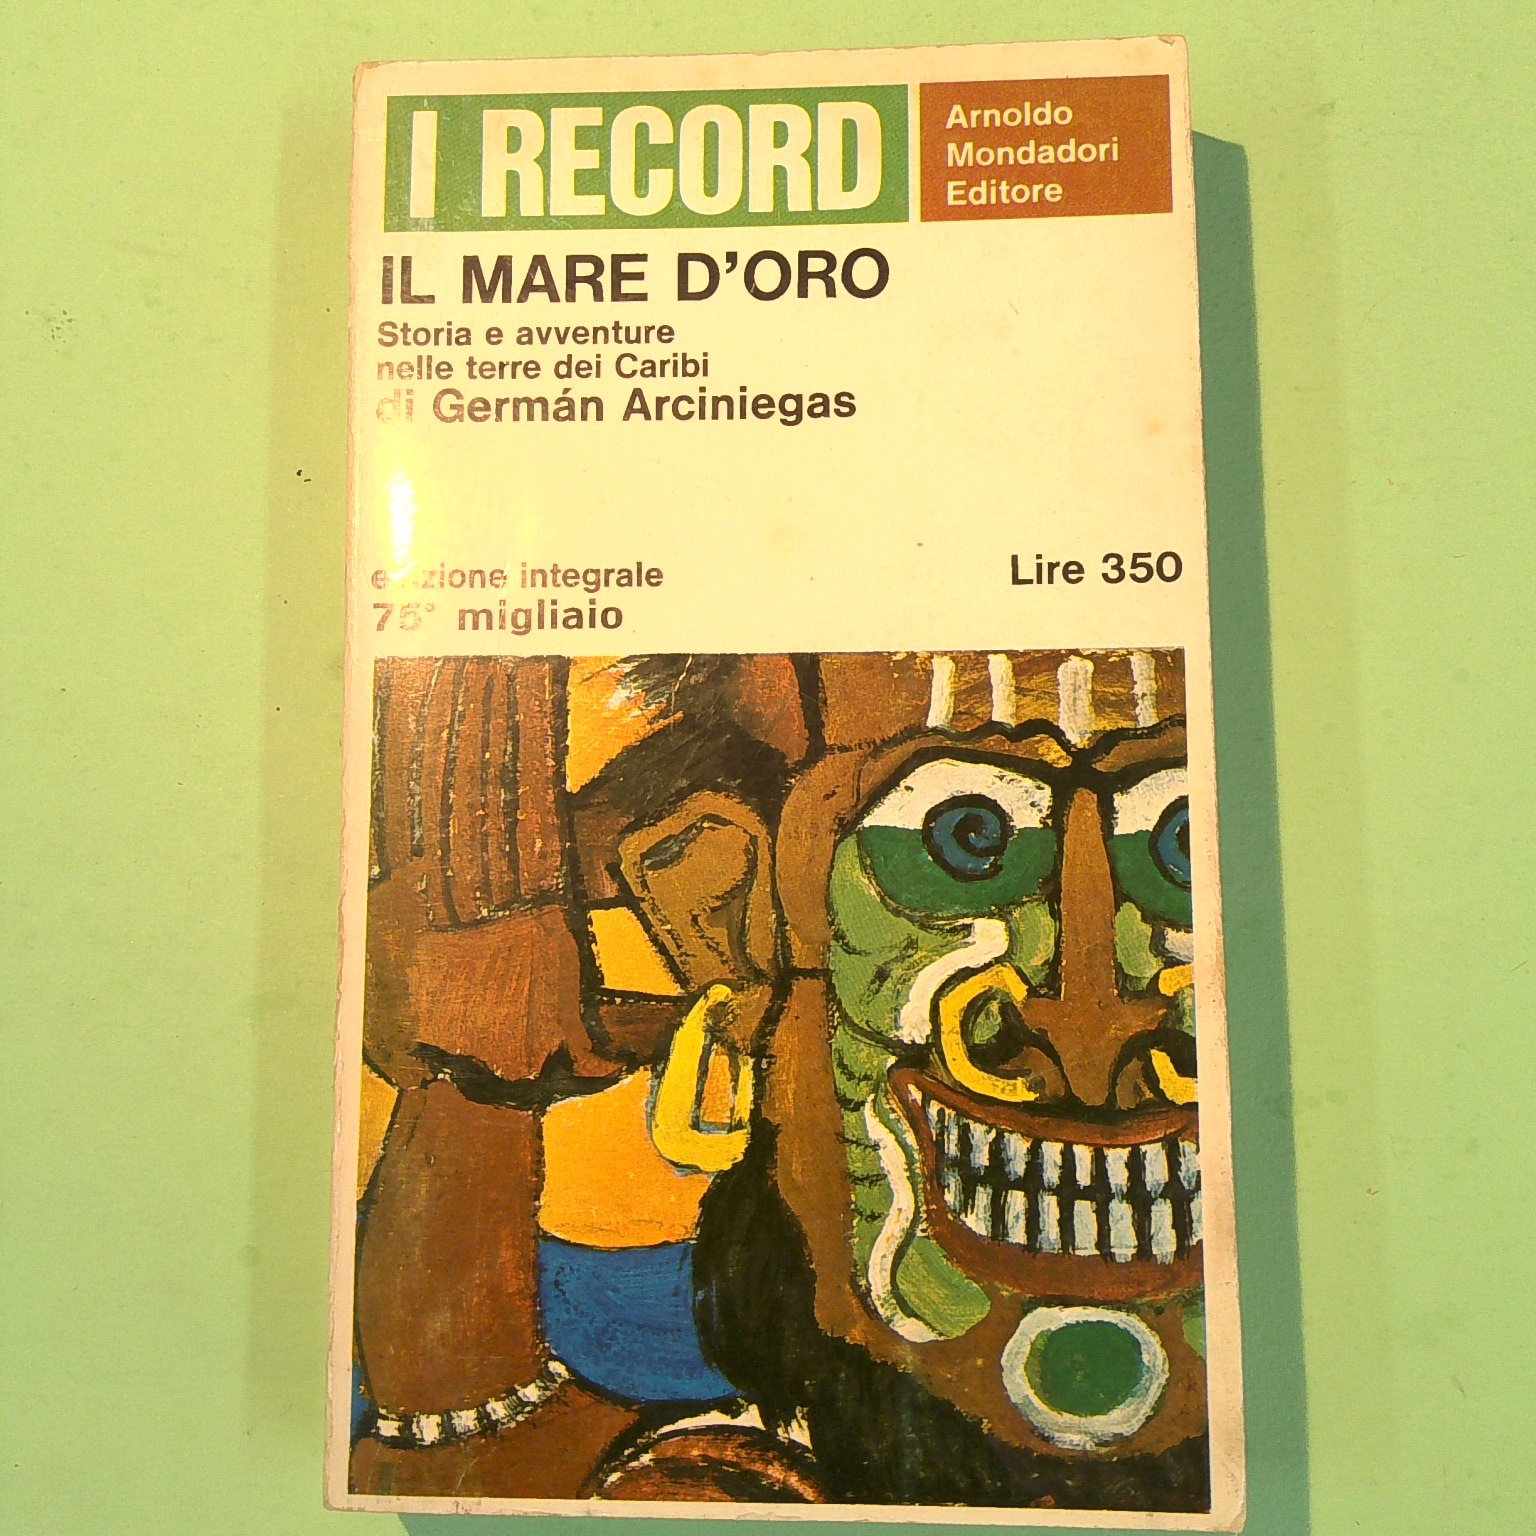 I RECORD
Arnoldo
Mondadori
Editore
IL MARE D'ORO
Storia e avventure
nelle terre dei Caribi
di Germán Arciniegas
edizione integrale
75° migliaio
Lire 350